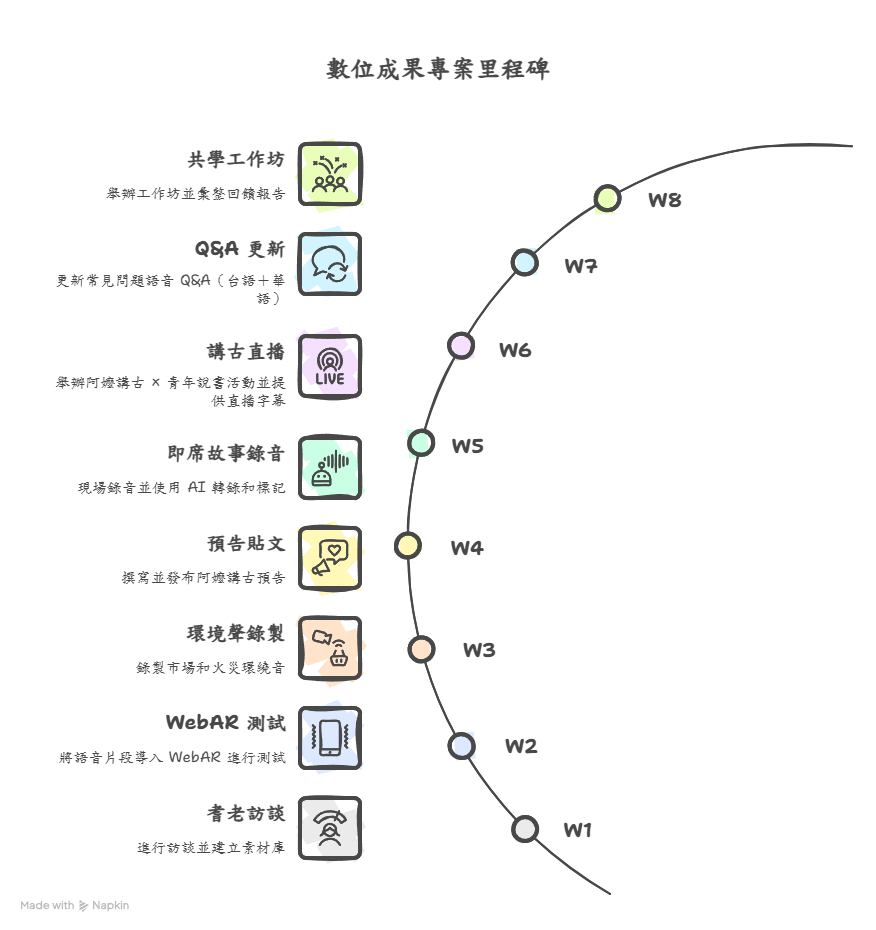 數位成果專案里程碑
共學工作坊
舉辦工作坊並彙整回饋報告
W8
Q&A 更新
更新常見問題語音 Q&A（台語＋華
語）
W7
講古直播
舉辦阿嬤講古 × 青年說書活動並提
供直播字幕
LIVE
W6
即席故事錄音
現場錄音並使用 AI 轉錄和標記
W5
預告貼文
撰寫並發布阿嬤講古預告
W4
環境聲錄製
錄製市場和火災環繞音
W3
WebAR 測試
將語音片段導入 WebAR 進行測試
W2
耆老訪談
進行訪談並建立素材庫
W1
Made with Napkin